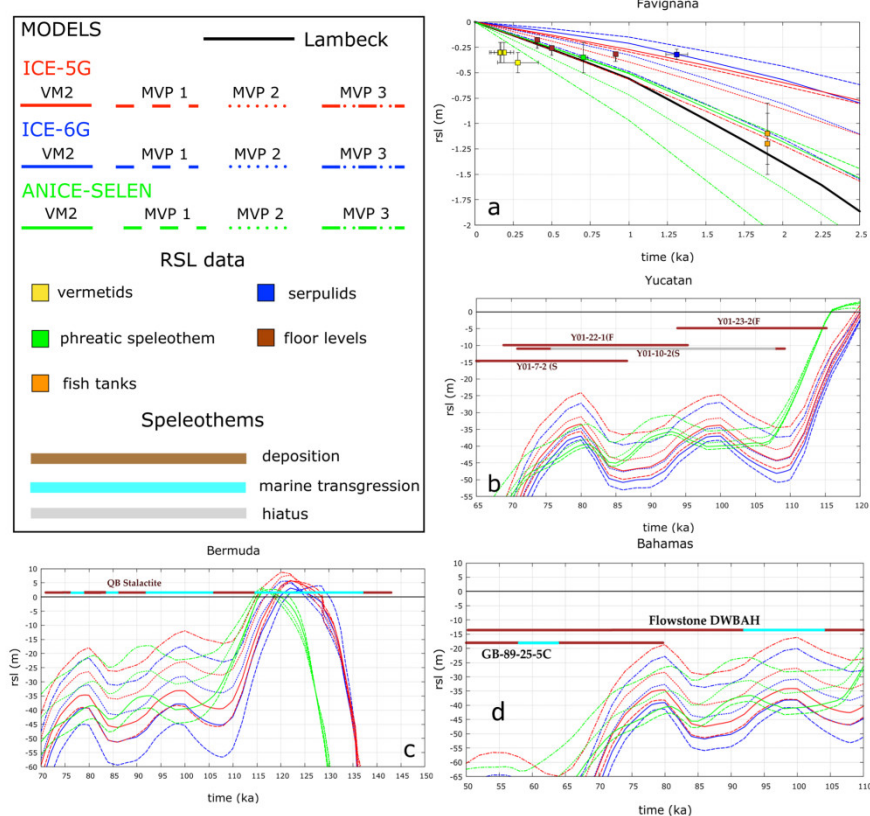 MODELS
Lambeck
ICE-5G
VM2 MVP 1 MVP 2 MVP 3
ICE-6G
VM2 MVP 1 MVP 2 MVP 3
ANICE-SELEN
VM2 MVP 1 MVP 2 MVP 3
RSL data
vermetids serpulids
phreatic speleothem floor levels
fish tanks
Speleothems
deposition
marine transgression
hiatus
Favignana
rsl (m)
0
-0.25
-0.5
-0.75
-1
-1.25
-1.5
-1.75
-2
a
0 0.25 0.5 0.75 1 1.25 1.5 1.75 2 2.25 2.5
time (ka)
Yucatan
rsl (m)
0
-5
-10
-15
-20
-25
-30
-35
-40
-45
-50
-55
Y01-23-2(F
Y01-22-1(F
Y01-10-2(S
Y01-7-2 (S
b
65 70 75 80 85 90 95 100 105 110 115 120
time (ka)
Bermuda
rsl (m)
10
5
0
-5
-10
-15
-20
-25
-30
-35
-40
-45
-50
-55
-60
QB Stalactite
c
70 75 80 85 90 95 100 105 110 115 120 125 130 135 140 145 150
time (ka)
Bahamas
rsl (m)
10
5
0
-5
-10
-15
-20
-25
-30
-35
-40
-45
-50
-55
-60
-65
Flowstone DWBAH
GB-89-25-5C
d
50 55 60 65 70 75 80 85 90 95 100 105 110
time (ka)